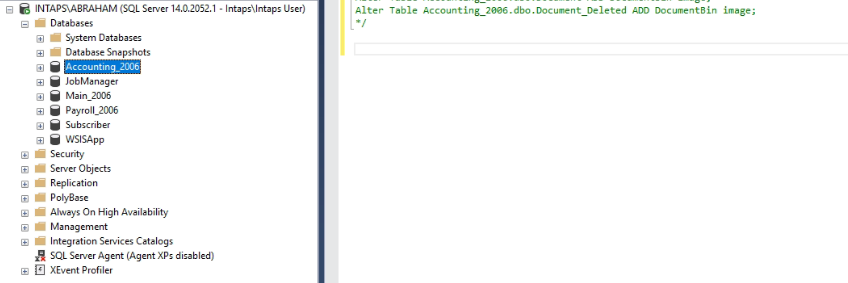 INTAPS\ABRAHAM (SQL Server 14.0.2052.1 - Intaps\Intaps User)
Databases
System Databases
Database Snapshots
Accounting_2006
JobManager
Main_2006
Payroll_2006
Subscriber
WSISApp
Security
Server Objects
Replication
PolyBase
Always On High Availability
Management
Integration Services Catalogs
SQL Server Agent (Agent XPs disabled)
XEvent Profiler
Alter Table Accounting_2006.dbo.Document_Deleted ADD DocumentBin image;
*/